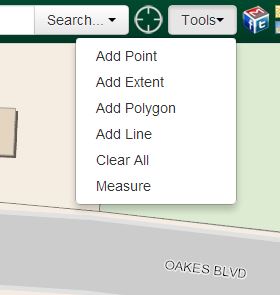 Search...
Tools
Add Point
Add Extent
Add Polygon
Add Line
Clear All
Measure
OAKES BLVD